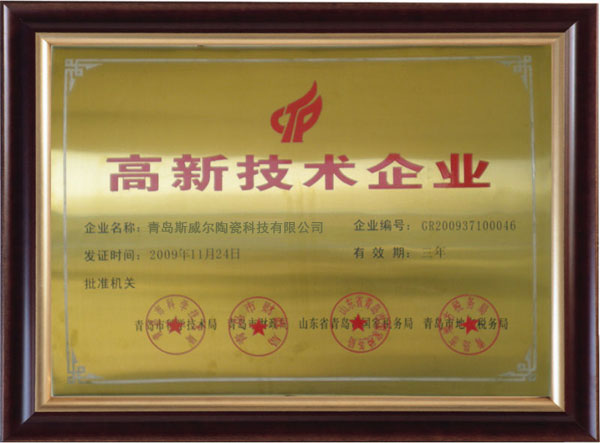 高新技术企业
企业名称：青岛斯威尔陶瓷科技有限公司 企业编号：GR200937100046
发证时间：2009年11月24日 有效期：三年
批准机关
青岛市科学技术局 青岛市财政局 山东省青岛市国家税务局 青岛市地方税务局